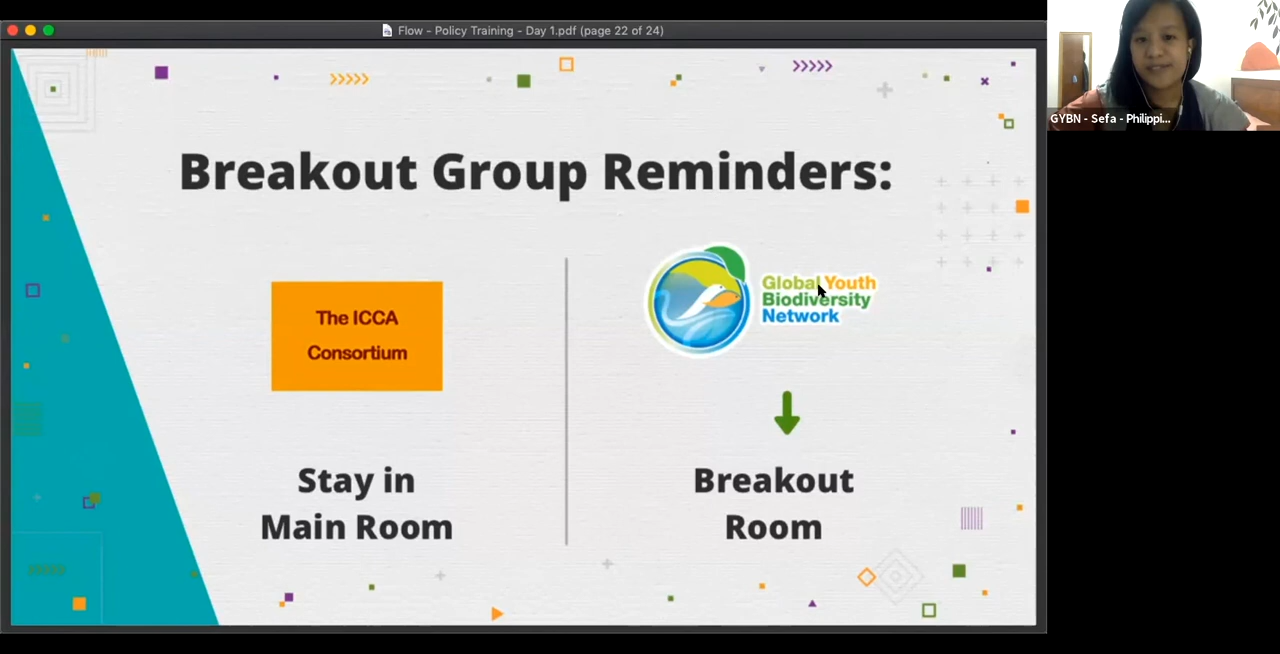 Flow - Policy Training - Day 1.pdf (page 22 of 24)
GYBN - Sefa - Philippi...
Breakout Group Reminders:
The ICCA
Consortium
Stay in
Main Room
Global Youth
Biodiversity
Network
Breakout
Room